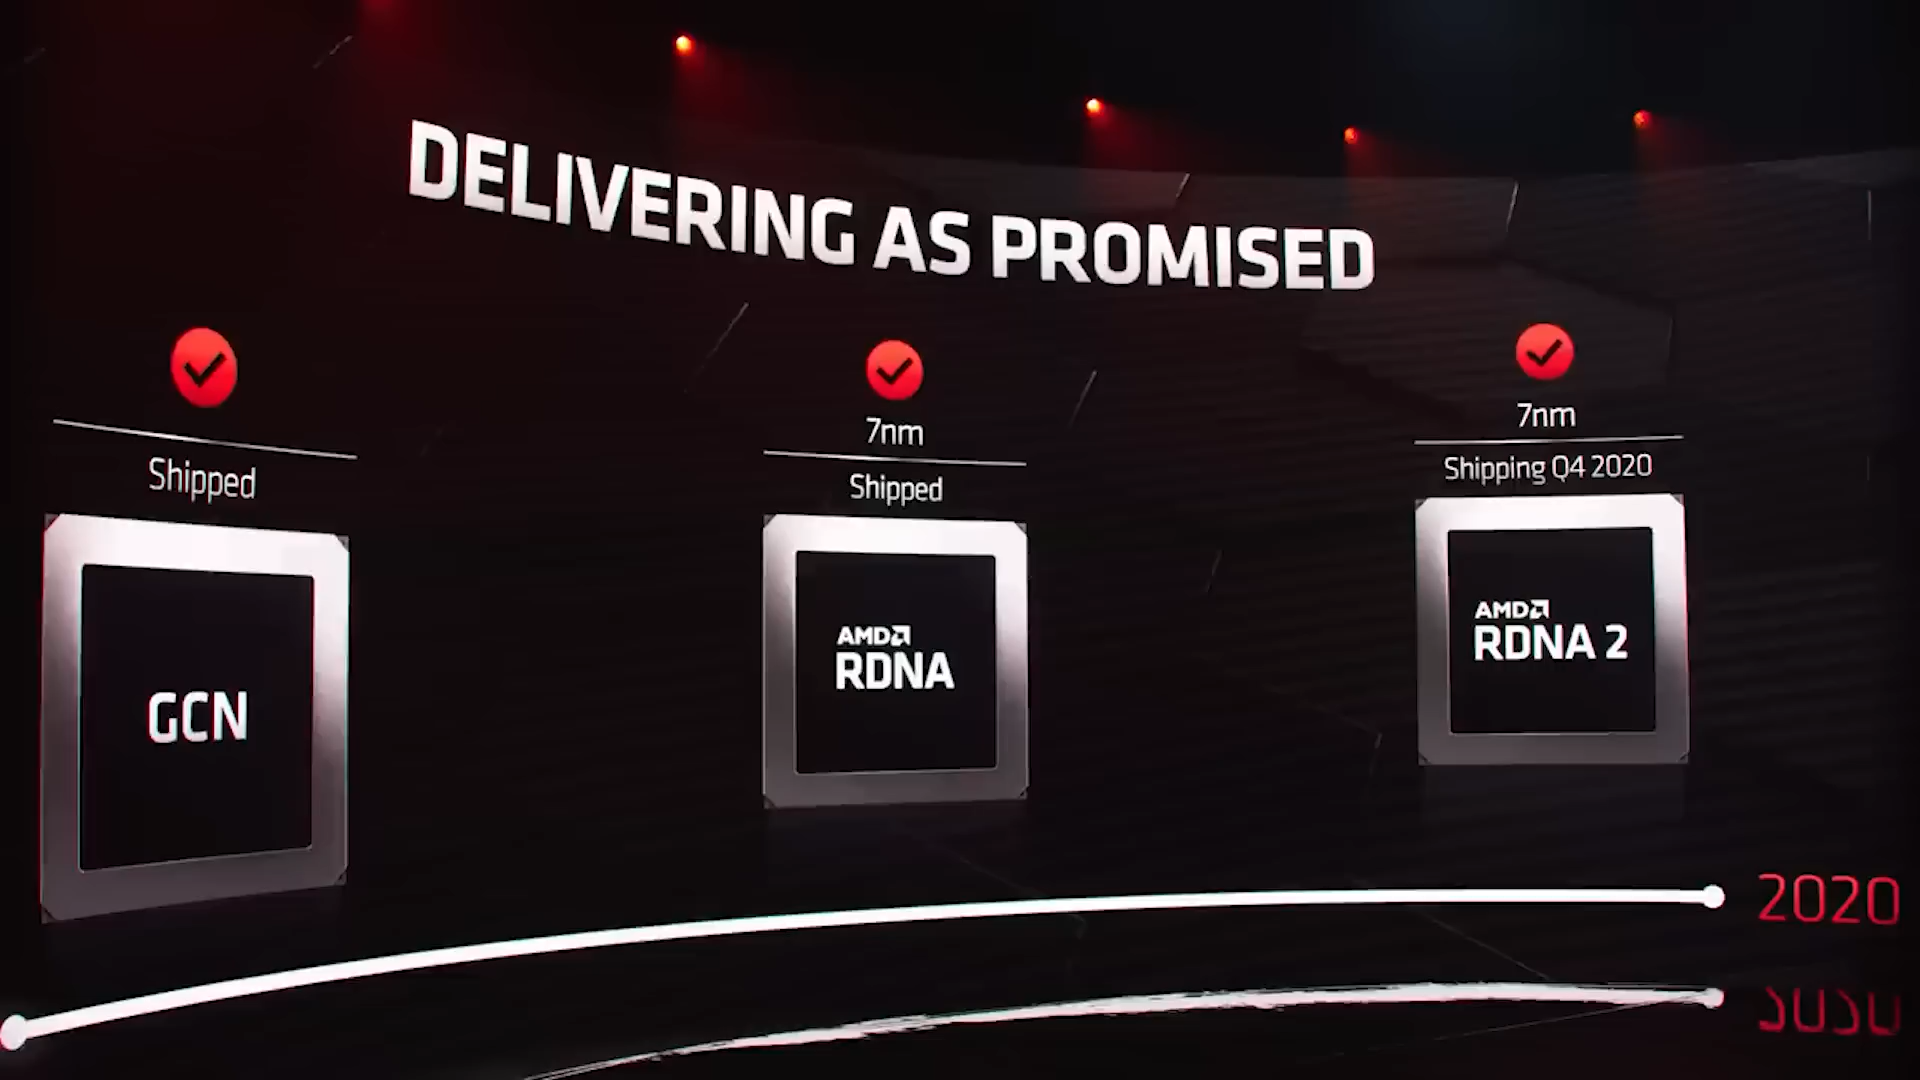 DELIVERING AS PROMISED
Shipped
GCN
7nm
Shipped
AMD
RDNA
7nm
Shipping Q4 2020
AMD
RDNA 2
2020